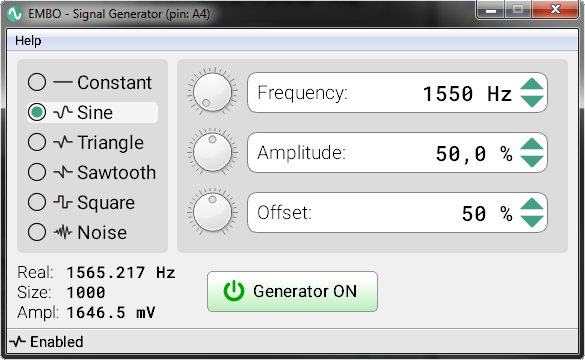 EMBO - Signal Generator (pin: A4)
Help
Constant
Sine
Triangle
Sawtooth
Square
Noise
Frequency: 1550 Hz
Amplitude: 50,0 %
Offset: 50 %
Real: 1565.217 Hz
Size: 1000
Ampl: 1646.5 mV
Generator ON
Enabled